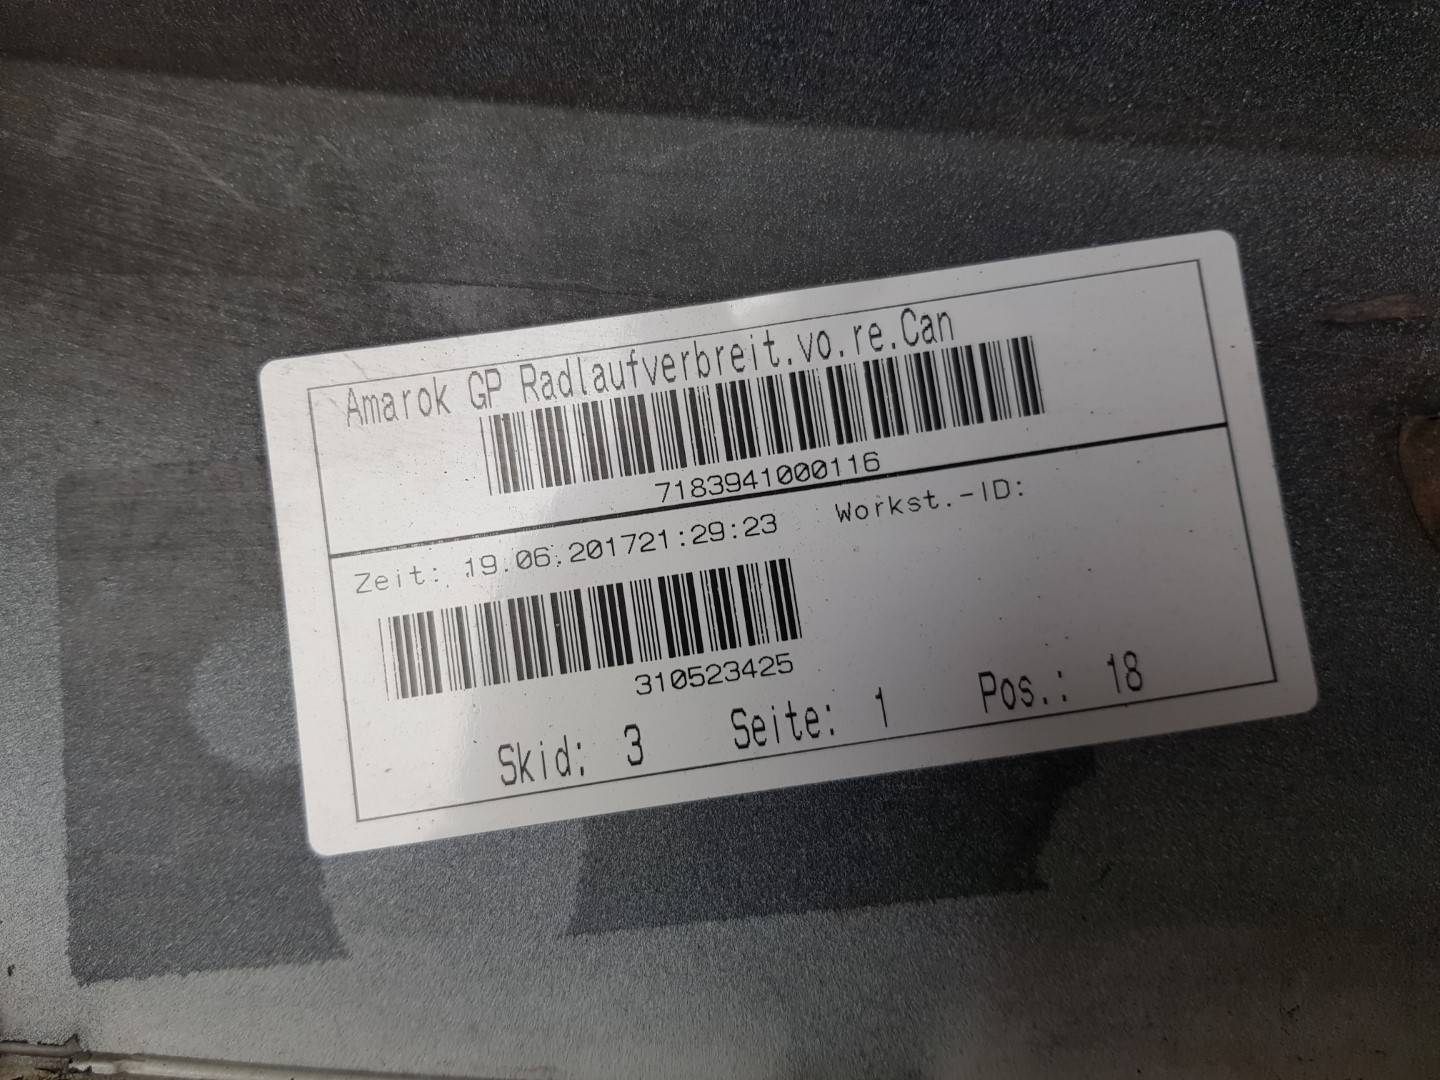 Amarok GP Radlaufverbreit.vo.re.Can
7183941000116
Zeit: 19.06.201721:29:23 Workst.-ID:
310523425
Skid: 3 Seite: 1 Pos.: 18